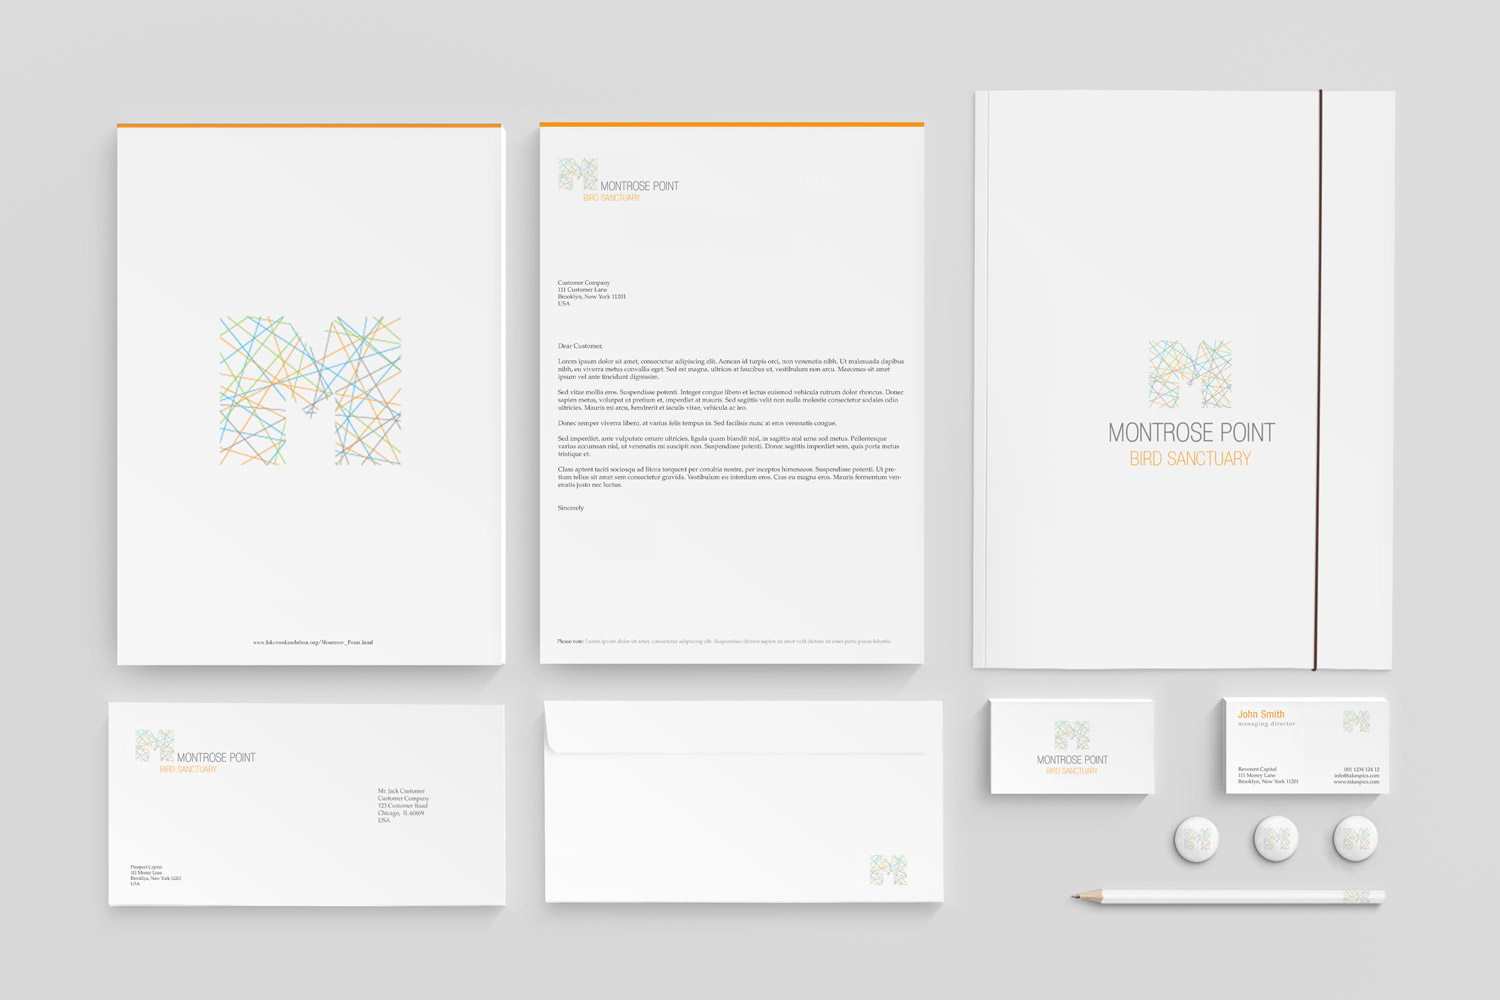 www.lakecookaudubon.org/Montrose_Point.html
MONTROSE POINT
BIRD SANCTUARY
Customer Company
111 Customer Lane
Brooklyn, New York 11201
USA
Dear Customer,
Lorem ipsum dolor sit amet, consectetur adipiscing elit. Aenean id turpis orci, non venenatis nibh. Ut malesuada dapibus
nibh, eu viverra metus convallis eget. Sed est magna, ultrices at faucibus ut, vestibulum non arcu. Maecenas sit amet
ipsum vel ante tincidunt dignissim.
Sed vitae mollis eros. Suspendisse potenti. Integer congue libero et lectus euismod vehicula rutrum dolor rhoncus. Donec
sapien metus, volutpat ut pretium et, imperdiet at mauris. Sed sagittis velit non nulla molestie consectetur sodales odio
ultricies. Mauris mi arcu, hendrerit et iaculis vitae, vehicula ac leo.
Donec semper viverra libero, at varius felis tempus in. Sed facilisis nunc at eros venenatis congue.
Sed imperdiet, ante vulputate ornare ultricies, ligula quam blandit nisl, in sagittis nisl urna sed metus. Pellentesque
varius accumsan nisl, ut venenatis mi suscipit non. Suspendisse potenti. Donec sagittis imperdiet sem, quis porta metus
tristique et.
Class aptent taciti sociosqu ad litora torquent per conubia nostra, per inceptos himenaeos. Suspendisse potenti. Ut pre-
tium tellus sit amet sem consectetur gravida. Vestibulum eu interdum eros. Cras eu magna eros. Mauris fermentum ven-
enatis justo nec luctus.
Sincerely
Please note: Lorem ipsum dolor sit amet, consectetur adipiscing elit. Suspendisse dictum sapien sit amet velit dictum sit amet porta purus lobortis.
MONTROSE POINT
BIRD SANCTUARY
MONTROSE POINT
BIRD SANCTUARY
Mr. Jack Customer
Customer Company
123 Customer Road
Chicago, IL 60609
USA
Prospect Capital
111 Money Lane
Brooklyn, New York 11201
USA
MONTROSE POINT
BIRD SANCTUARY
John Smith
managing director
Reverent Capital
111 Money Lane
Brooklyn, New York 11201
001 1234 124 12
info@takespics.com
www.takespics.com